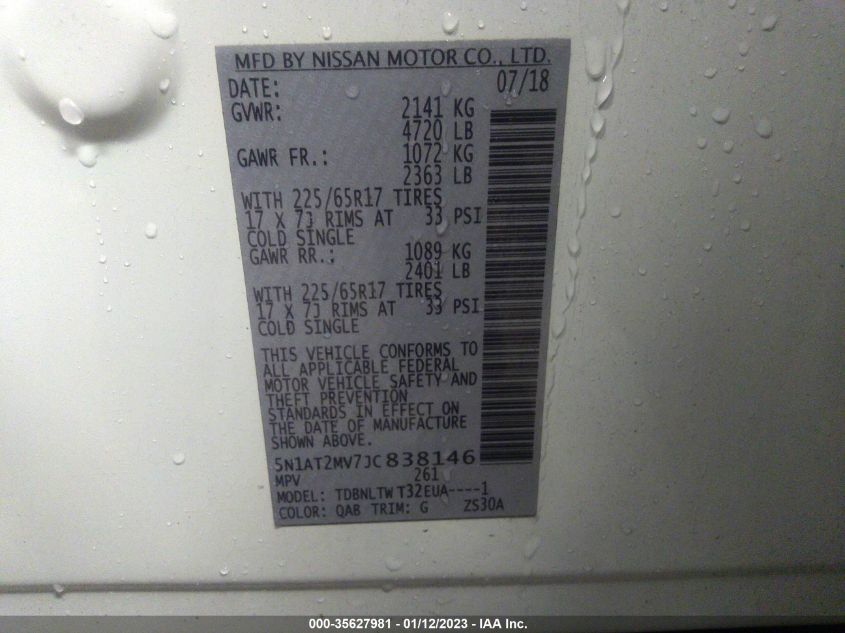 MFD BY NISSAN MOTOR CO., LTD.
DATE: 07/18
GVWR: 2141 KG
4720 LB
GAWR FR.: 1072 KG
2363 LB
WITH 225/65R17 TIRES
17 X 7J RIMS AT 33 PSI
COLD SINGLE
GAWR RR.: 1089 KG
2401 LB
WITH 225/65R17 TIRES
17 X 7J RIMS AT 33 PSI
COLD SINGLE
THIS VEHICLE CONFORMS TO
ALL APPLICABLE FEDERAL
MOTOR VEHICLE SAFETY AND
THEFT PREVENTION
STANDARDS IN EFFECT ON
THE DATE OF MANUFACTURE
SHOWN ABOVE.
5N1AT2MV7JC838146
MPV 261
MODEL: TDBNLTWT32EUA----1
COLOR: QAB TRIM: G ZS30A
000-35627981 - 01/12/2023 - IAA Inc.